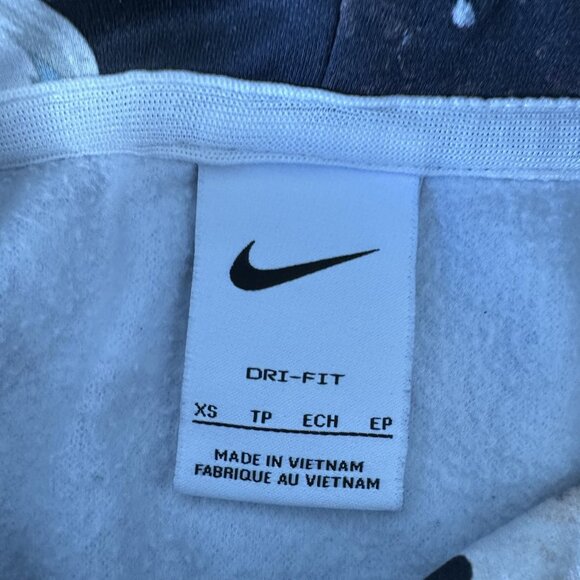 DRI-FIT
XS TP ECH EP
MADE IN VIETNAM
FABRIQUE AU VIETNAM